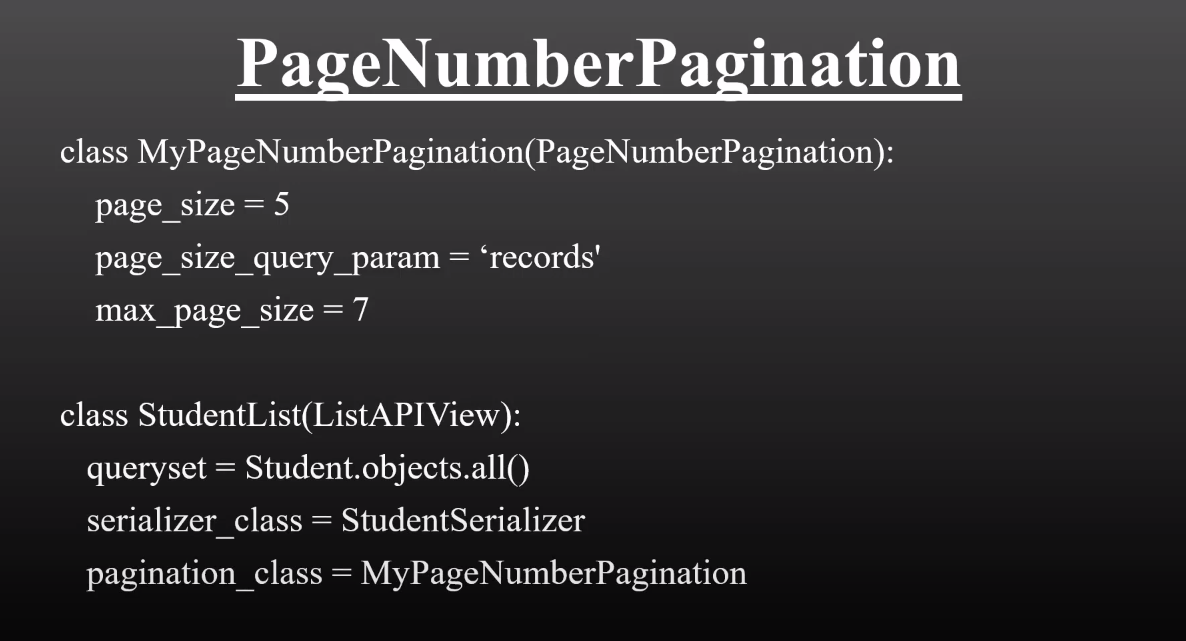 PageNumberPagination
class MyPageNumberPagination(PageNumberPagination):
page_size = 5
page_size_query_param = ‘records'
max_page_size = 7
class StudentList(ListAPIView):
queryset = Student.objects.all()
serializer_class = StudentSerializer
pagination_class = MyPageNumberPagination